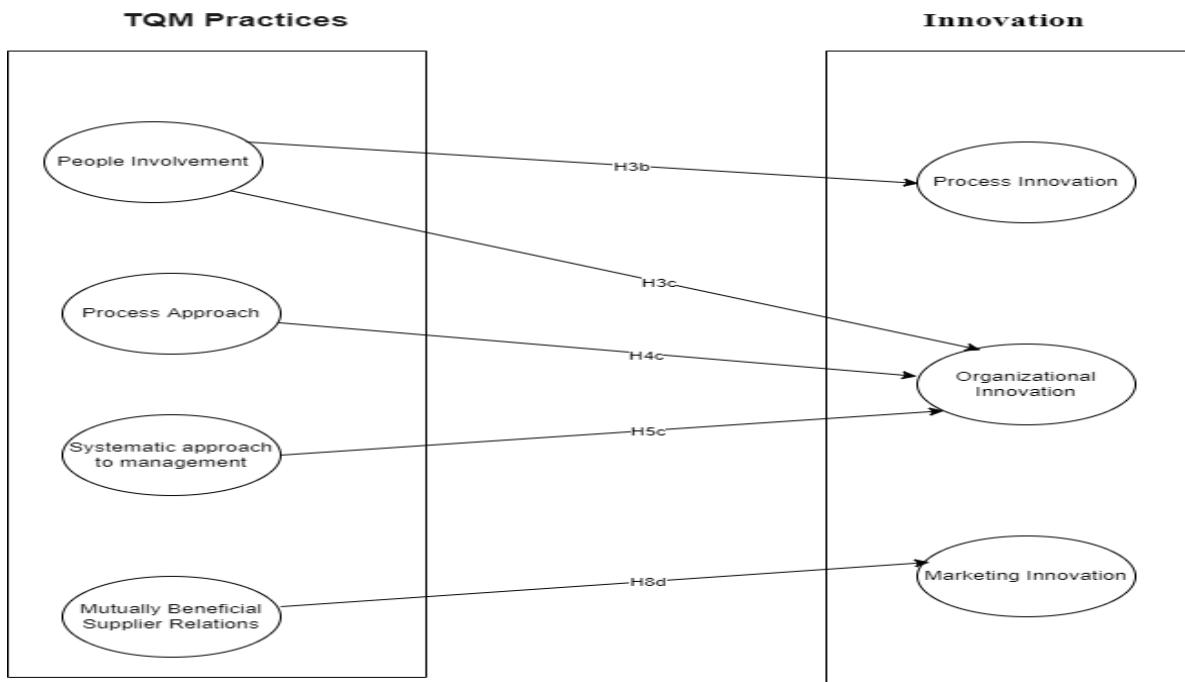 TQM Practices
Innovation
People Involvement
H3b
Process Innovation
H3c
Process Approach
H4c
Organizational
Innovation
Systematic approach
to management
H5c
Mutually Beneficial
Supplier Relations
H8d
Marketing Innovation